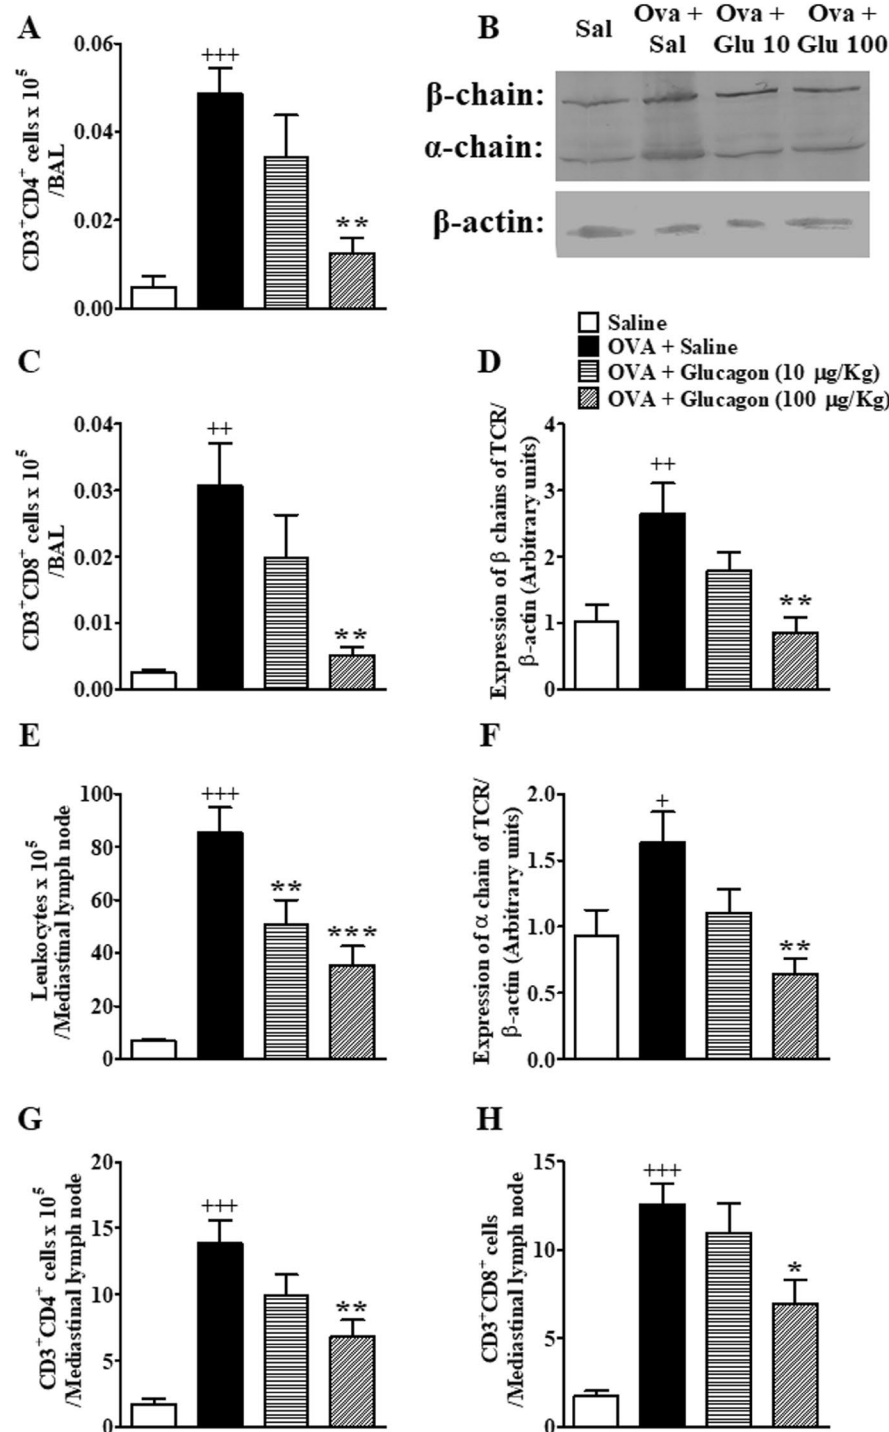 A
CD3⁺CD4⁺ cells x 10⁵
/BAL
0.06
0.04
0.02
0.00
+++
**
B
Sal
Ova +
Sal
Ova +
Glu 10
Ova +
Glu 100
β-chain:
α-chain:
β-actin:
Saline
OVA + Saline
OVA + Glucagon (10 µg/Kg)
OVA + Glucagon (100 µg/Kg)
C
CD3⁺CD8⁺ cells x 10⁵
/BAL
0.04
0.03
0.02
0.01
0.00
++
**
D
Expression of β chains of TCR/
β-actin (Arbitrary units)
4
3
2
1
0
++
**
E
Leukocytes x 10⁵
/Mediastinal lymph node
100
80
60
40
20
0
+++
**
***
F
Expression of α chain of TCR/
β-actin (Arbitrary units)
2.0
1.5
1.0
0.5
0.0
+
**
G
CD3⁺CD4⁺ cells x 10⁵
/Mediastinal lymph node
20
15
10
5
0
+++
**
H
CD3⁺CD8⁺ cells
/Mediastinal lymph node
15
10
5
0
+++
*